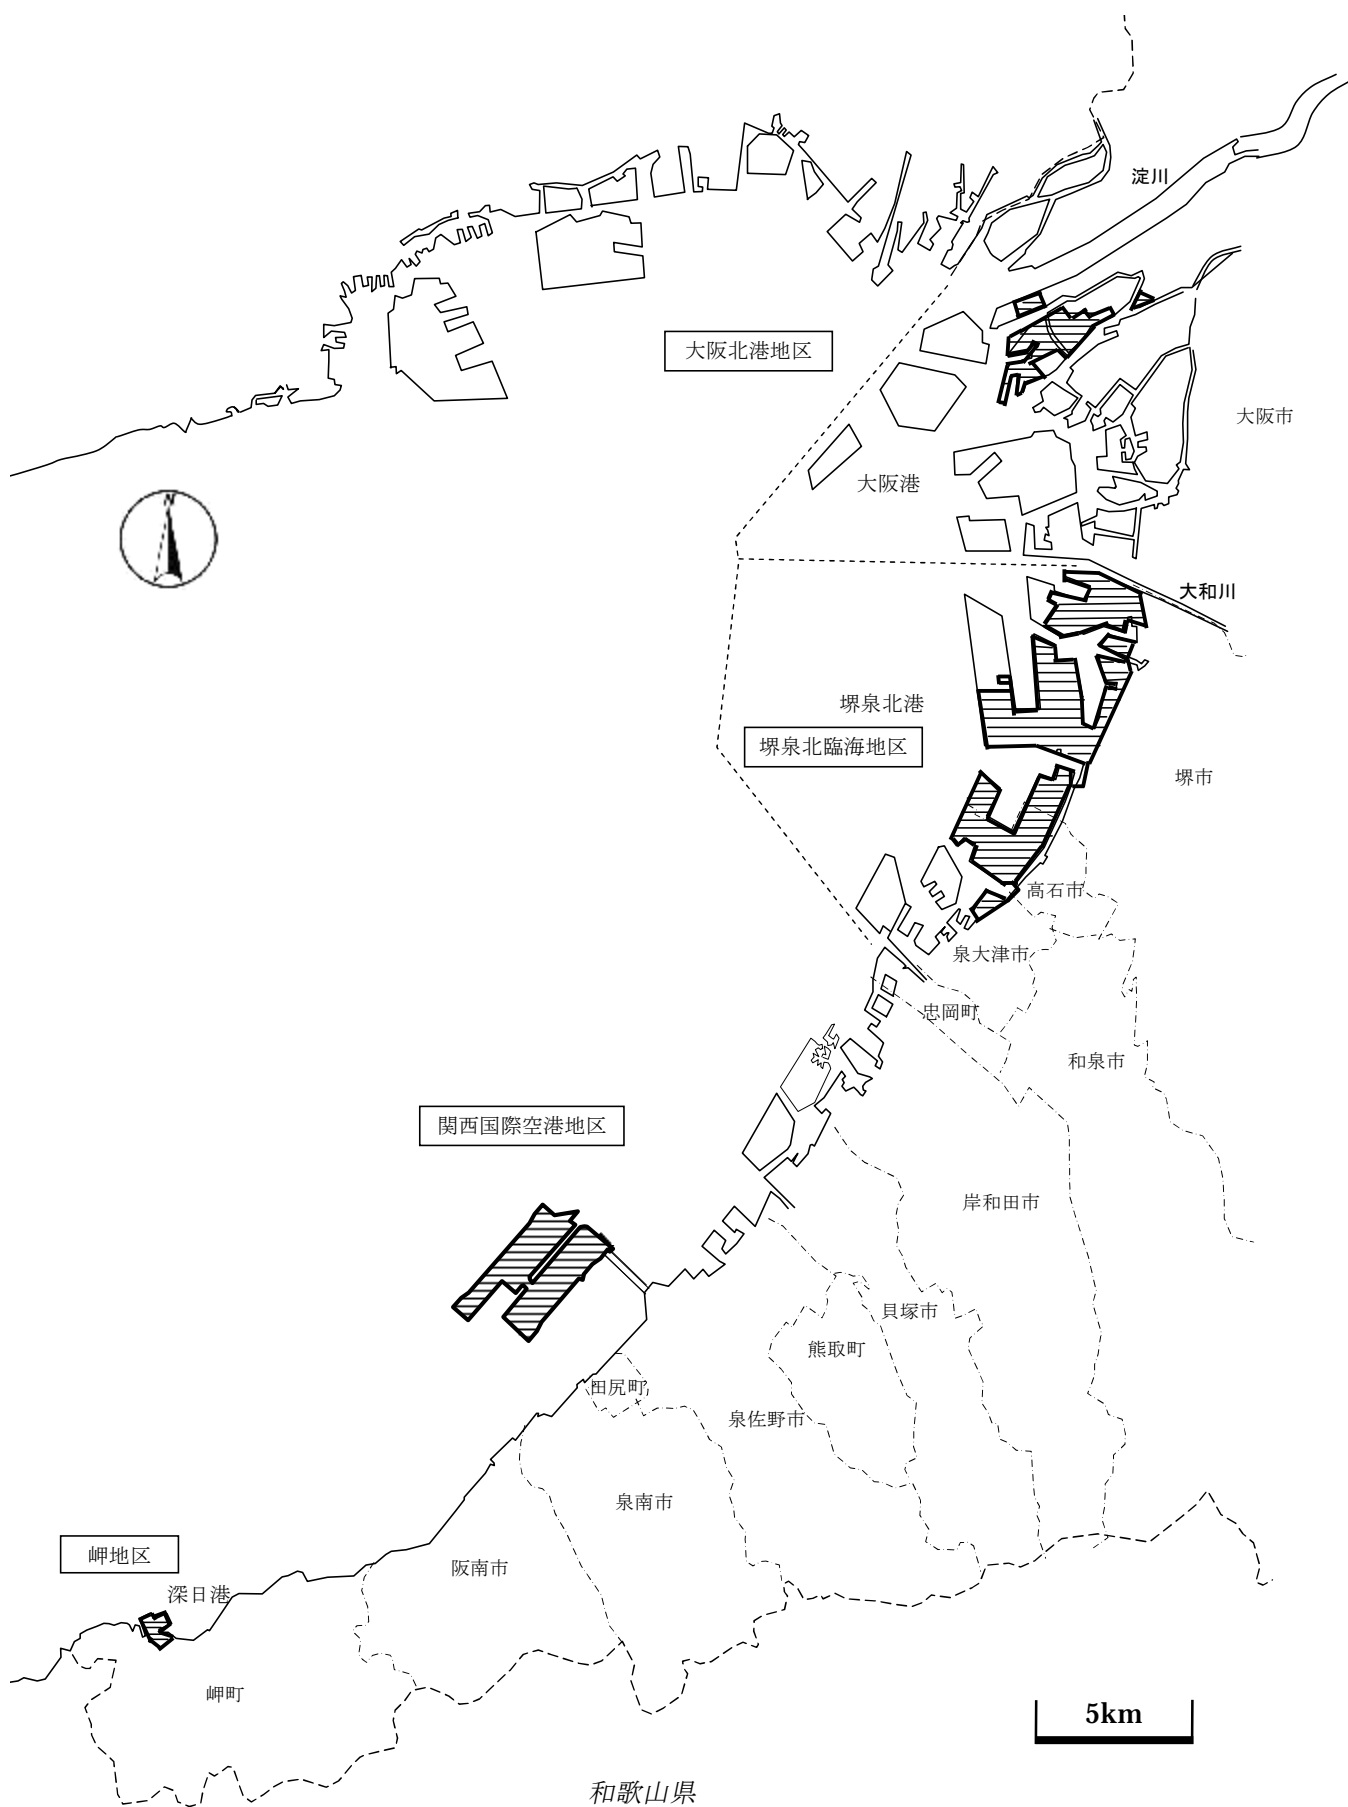 淀川
大阪北港地区
大阪市
大阪港
N
大和川
堺泉北港
堺泉北臨海地区
堺市
高石市
泉大津市
忠岡町
和泉市
関西国際空港地区
岸和田市
貝塚市
熊取町
田尻町
泉佐野市
泉南市
岬地区
阪南市
深日港
岬町
5km
和歌山県